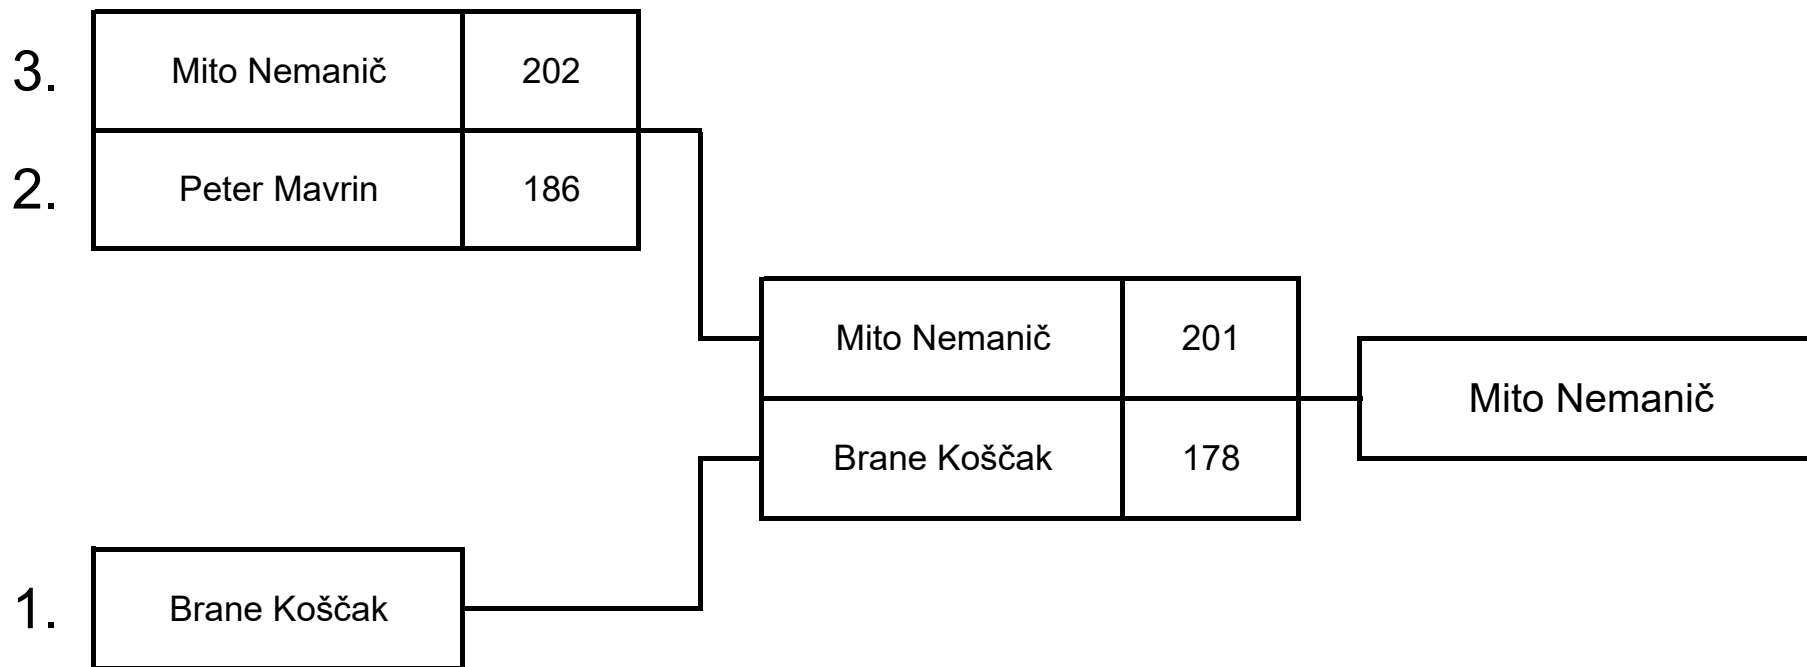 3. Mito Nemanič 202
2. Peter Mavrin 186
Mito Nemanič 201
Brane Koščak 178
Mito Nemanič
1. Brane Koščak